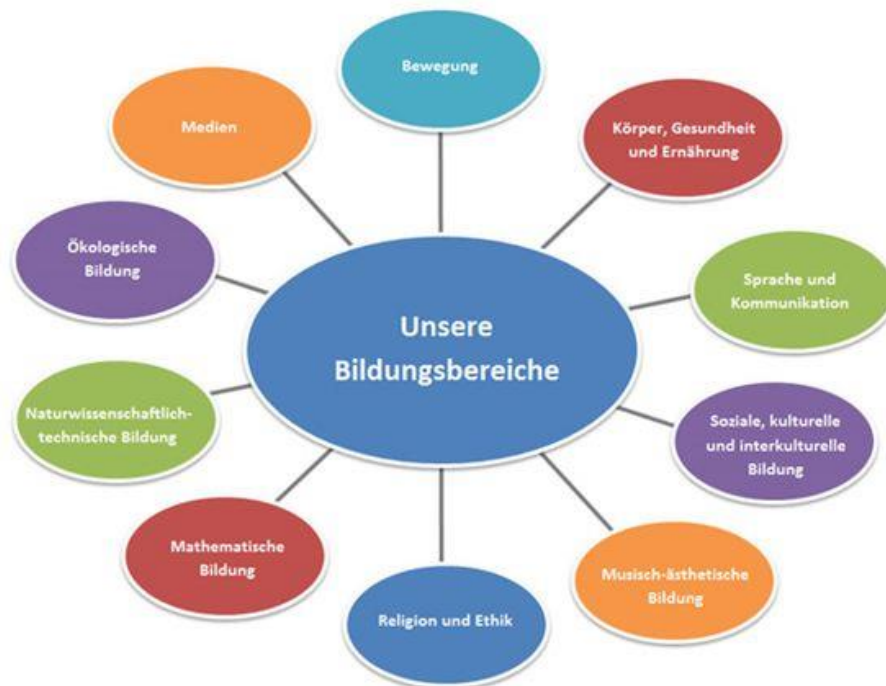 Unsere
Bildungsbereiche
Bewegung
Körper, Gesundheit
und Ernährung
Sprache und
Kommunikation
Soziale, kulturelle
und interkulturelle
Bildung
Musisch-ästhetische
Bildung
Religion und Ethik
Mathematische
Bildung
Naturwissenschaftlich-
technische Bildung
Ökologische
Bildung
Medien